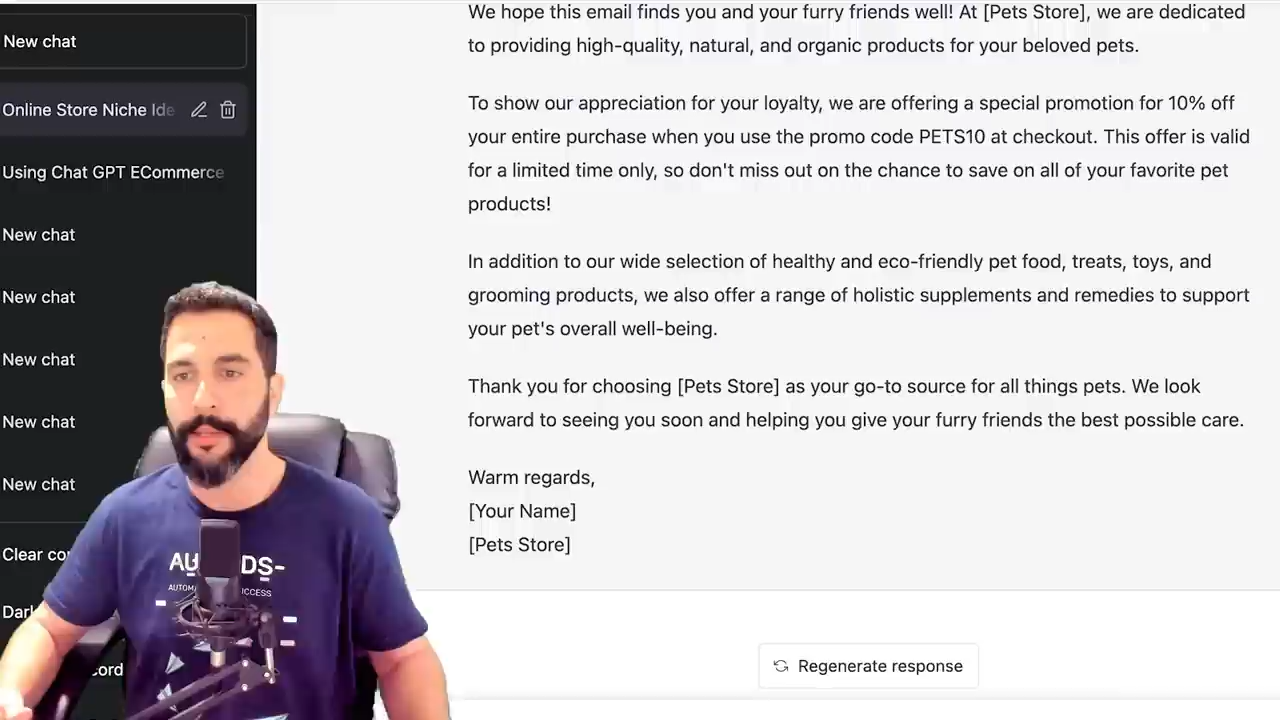 New chat
Online Store Niche Ide
Using Chat GPT ECommerce
New chat
New chat
New chat
New chat
New chat
Clear
We hope this email finds you and your furry friends well! At [Pets Store], we are dedicated
to providing high-quality, natural, and organic products for your beloved pets.
To show our appreciation for your loyalty, we are offering a special promotion for 10% off
your entire purchase when you use the promo code PETS10 at checkout. This offer is valid
for a limited time only, so don't miss out on the chance to save on all of your favorite pet
products!
In addition to our wide selection of healthy and eco-friendly pet food, treats, toys, and
grooming products, we also offer a range of holistic supplements and remedies to support
your pet's overall well-being.
Thank you for choosing [Pets Store] as your go-to source for all things pets. We look
forward to seeing you soon and helping you give your furry friends the best possible care.
Warm regards,
[Your Name]
[Pets Store]
Regenerate response